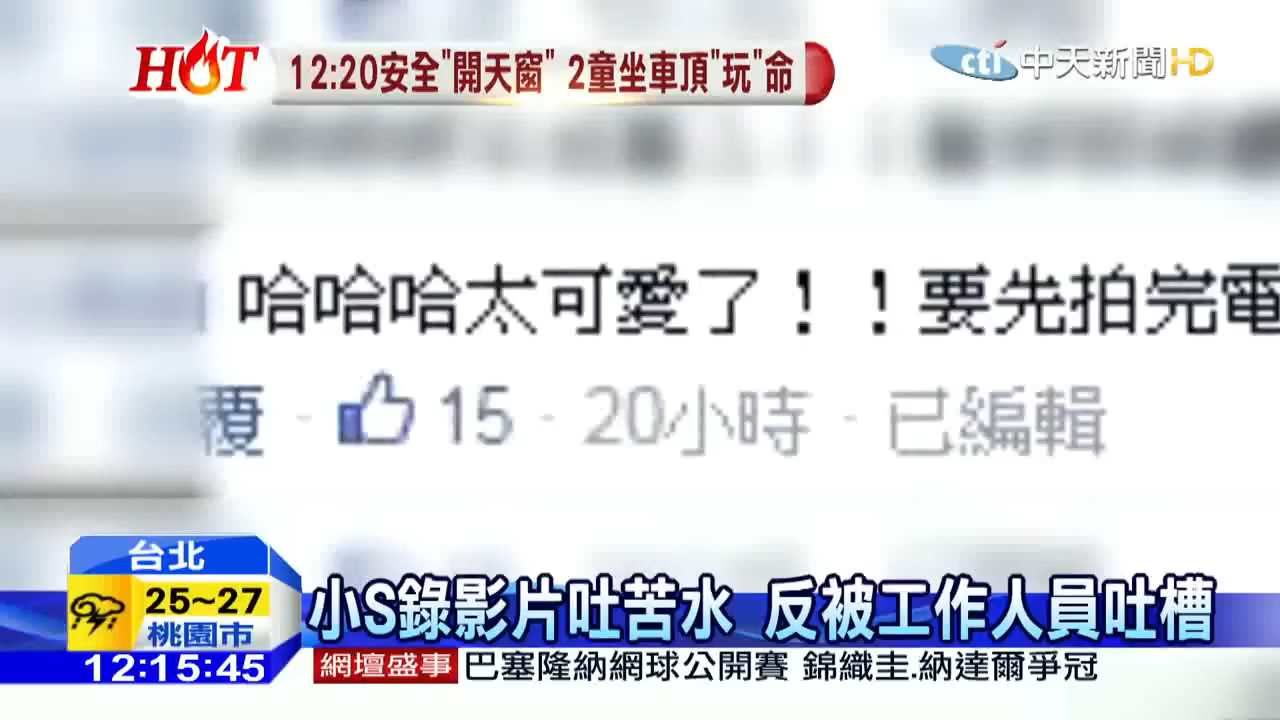 HOT 12:20安全"開天窗" 2童坐車頂"玩"命
cti 中天新聞HD
哈哈哈太可愛了！！要先拍完電
覆 · 15 · 20小時 · 已編輯
台北
25~27
桃園市
12:15:45
小S錄影片吐苦水 反被工作人員吐槽
網壇盛事 巴塞隆納網球公開賽 錦織圭.納達爾爭冠